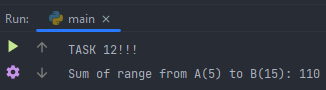 Run: main ×
TASK 12!!!
Sum of range from A(5) to B(15): 110